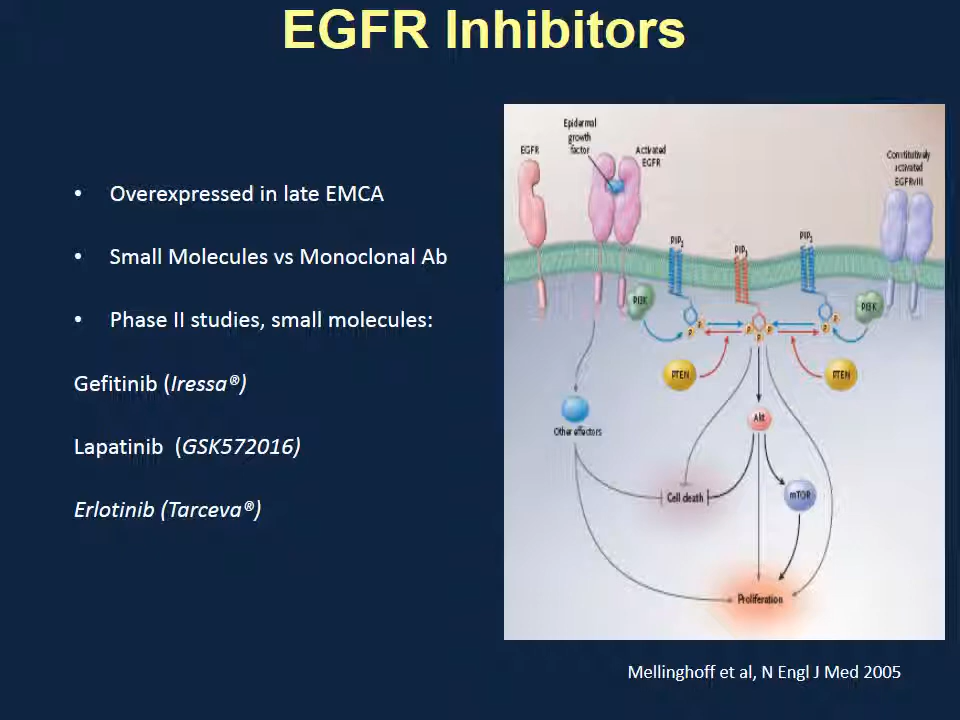 EGFR Inhibitors
• Overexpressed in late EMCA
• Small Molecules vs Monoclonal Ab
• Phase II studies, small molecules:
Gefitinib (Iressa®)
Lapatinib (GSK572016)
Erlotinib (Tarceva®)
Epidermal
growth
factor
EGFR
Activated
EGFR
Constitutively
activated
EGFRvIII
PIP2
PIP3
PIP2
PI3K
PI3K
P
P
P
P
P
P
P
PTEN
PTEN
Akt
Other effectors
Cell death
mTOR
Proliferation
Mellinghoff et al, N Engl J Med 2005